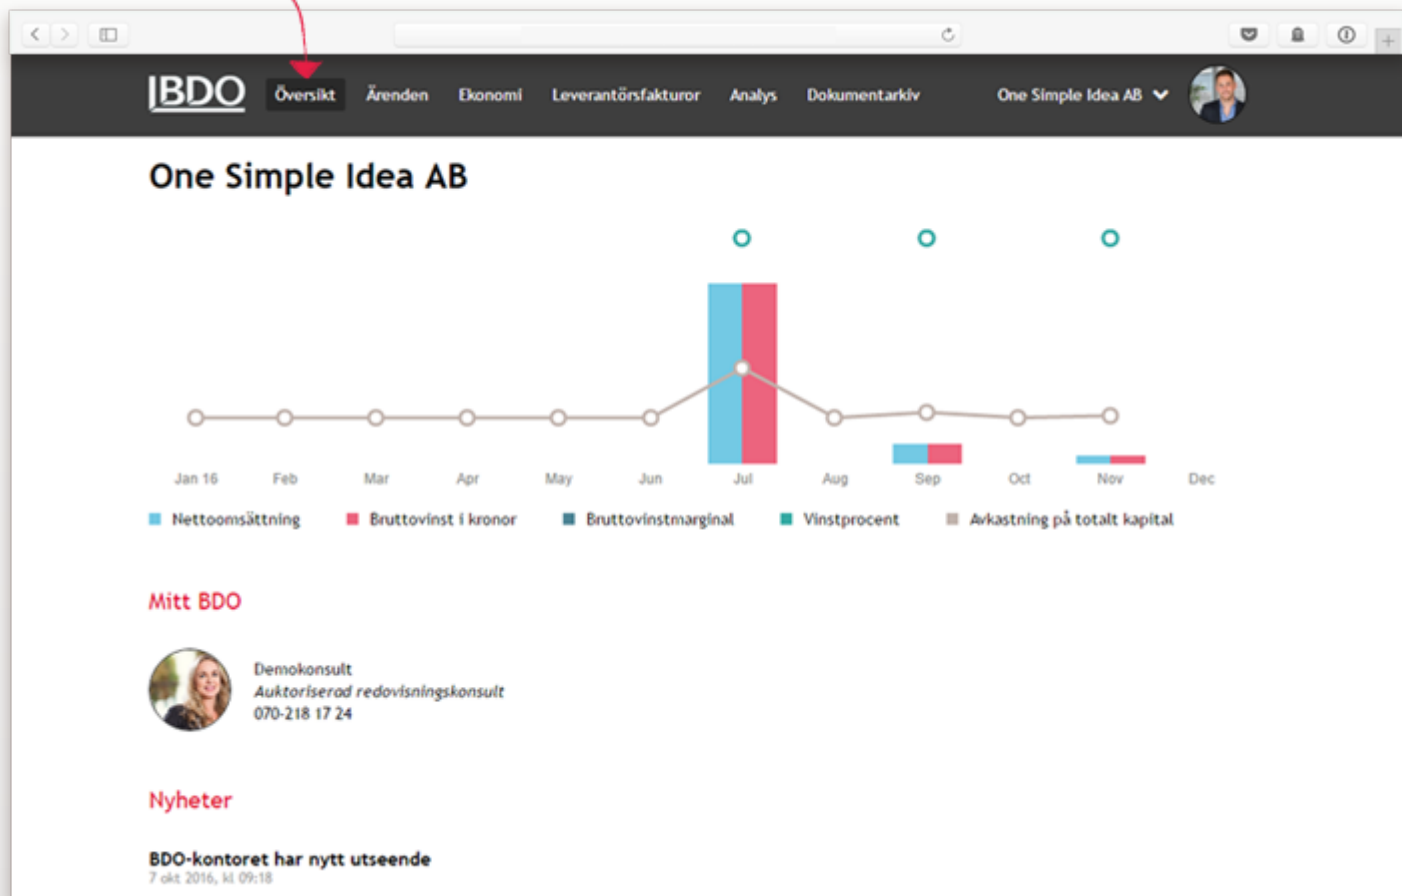 BDO Översikt Ärenden Ekonomi Leverantörsfakturor Analys Dokumentarkiv One Simple Idea AB
One Simple Idea AB
Jan 16 Feb Mar Apr May Jun Jul Aug Sep Oct Nov Dec
Nettoomsättning Bruttovinst i kronor Bruttovinstmarginal Vinstprocent Avkastning på totalt kapital
Mitt BDO
Demokonsult
Auktoriserad redovisningskonsult
070-218 17 24
Nyheter
BDO-kontoret har nytt utseende
7 okt 2016, kl 09:18